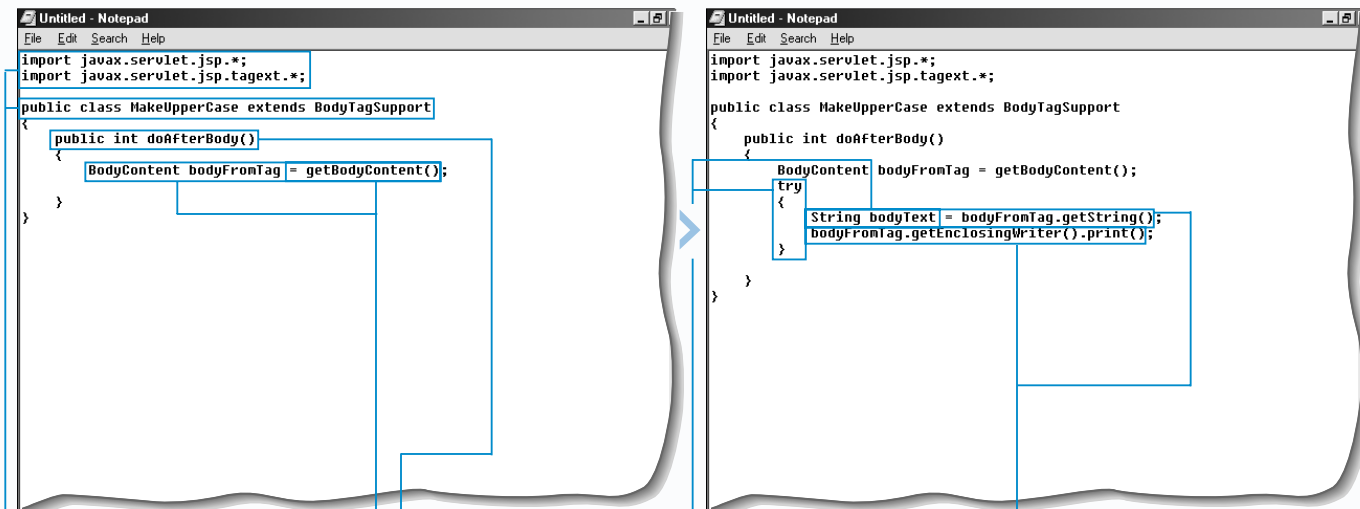 Untitled - Notepad
File Edit Search Help
import javax.servlet.jsp.*;
import javax.servlet.jsp.tagext.*;
public class MakeUpperCase extends BodyTagSupport
{
public int doAfterBody()
{
BodyContent bodyFromTag = getBodyContent();
}
}
Untitled - Notepad
File Edit Search Help
import javax.servlet.jsp.*;
import javax.servlet.jsp.tagext.*;
public class MakeUpperCase extends BodyTagSupport
{
public int doAfterBody()
{
BodyContent bodyFromTag = getBodyContent();
try
{
String bodyText = bodyFromTag.getString();
bodyFromTag.getEnclosingWriter().print();
}
}
}